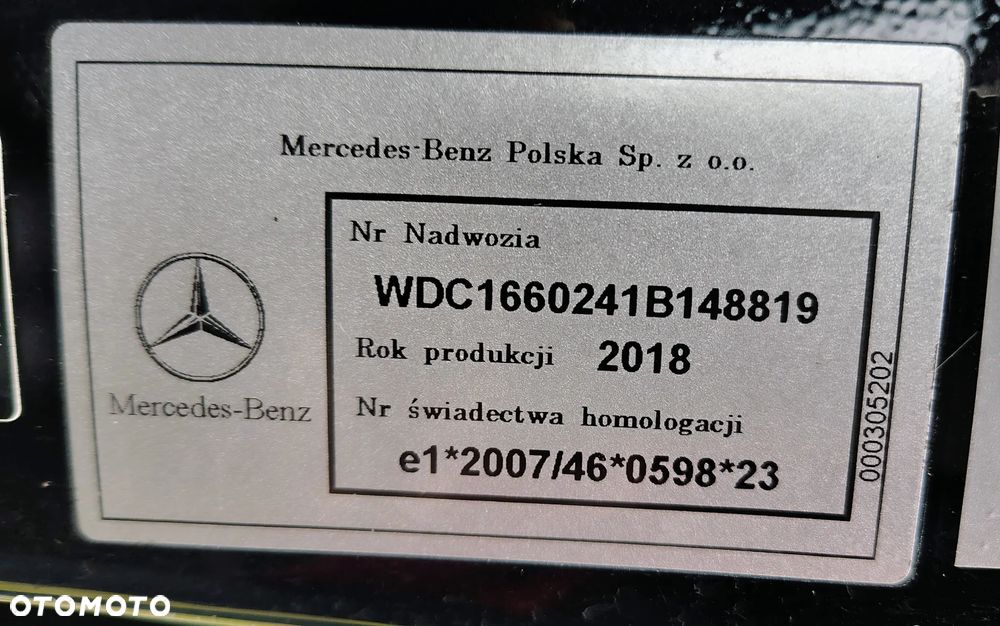 Mercedes-Benz Polska Sp. z o.o.
Nr Nadwozia
WDC1660241B148819
Rok produkcji 2018
Nr świadectwa homologacji
e1*2007/46*0598*23
Mercedes-Benz
000305202
OTOMOTO